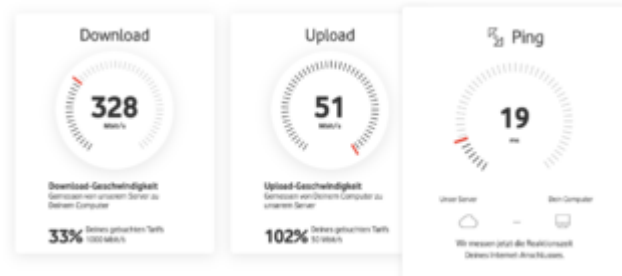 Download
328
Mbit/s
Download-Geschwindigkeit
Gemessen von unserem Server zu
Deinem Computer
33% Deines gebuchten Tarifs
1000 Mbit/s
Upload
51
Mbit/s
Upload-Geschwindigkeit
Gemessen von Deinem Computer zu
unserem Server
102% Deines gebuchten Tarifs
50 Mbit/s
Ping
19
ms
Unser Server
Dein Computer
Wir messen jetzt die Reaktionszeit
Deines Internet-Anschlusses.